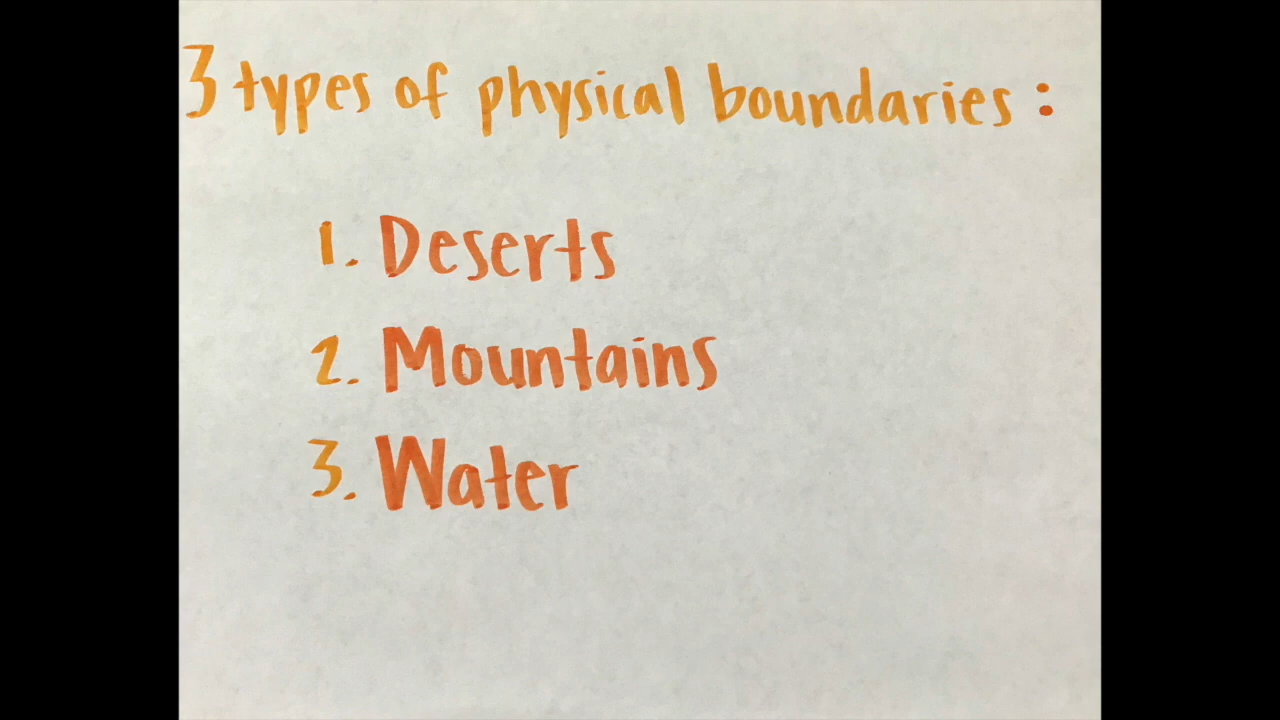 3 types of physical boundaries :
1. Deserts
2. Mountains
3. Water